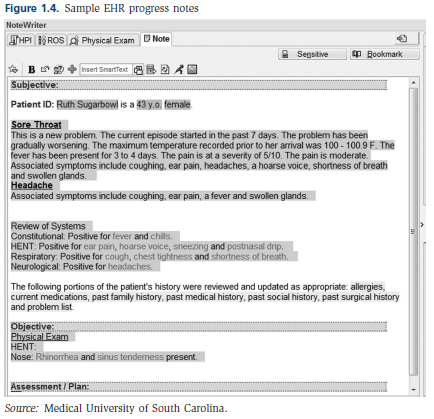 Figure 1.4. Sample EHR progress notes
NoteWriter
HPI ROS Physical Exam Note
Sensitive Bookmark
B Insert SmartText
Subjective:
Patient ID: Ruth Sugarbowl is a 43 y.o. female.
Sore Throat
This is a new problem. The current episode started in the past 7 days. The problem has been
gradually worsening. The maximum temperature recorded prior to her arrival was 100 - 100.9 F. The
fever has been present for 3 to 4 days. The pain is at a severity of 5/10. The pain is moderate.
Associated symptoms include coughing, ear pain, headaches, a hoarse voice, shortness of breath
and swollen glands.
Headache
Associated symptoms include coughing, ear pain, a fever and swollen glands.
Review of Systems
Constitutional: Positive for fever and chills.
HENT: Positive for ear pain, hoarse voice, sneezing and postnasal drip.
Respiratory: Positive for cough, chest tightness and shortness of breath.
Neurological: Positive for headaches.
The following portions of the patient's history were reviewed and updated as appropriate: allergies,
current medications, past family history, past medical history, past social history, past surgical history
and problem list.
Objective:
Physical Exam
HENT:
Nose: Rhinorrhea and sinus tenderness present.
Assessment / Plan:
Source: Medical University of South Carolina.